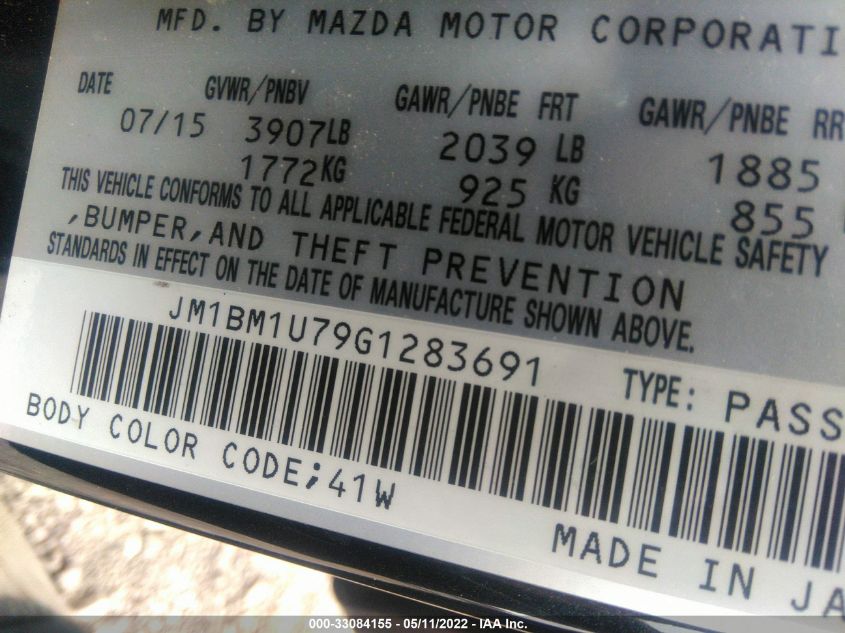 MFD. BY MAZDA MOTOR CORPORATI
DATE GVWR/PNBV GAWR/PNBE FRT GAWR/PNBE RR
07/15 3907LB 2039 LB 1885
1772KG 925 KG 855
THIS VEHICLE CONFORMS TO ALL APPLICABLE FEDERAL MOTOR VEHICLE SAFETY
,BUMPER,AND THEFT PREVENTION
STANDARDS IN EFFECT ON THE DATE OF MANUFACTURE SHOWN ABOVE.
JM1BM1U79G1283691 TYPE: PASS
BODY COLOR CODE;41W
MADE IN JA
000-33084155 - 05/11/2022 - IAA Inc.